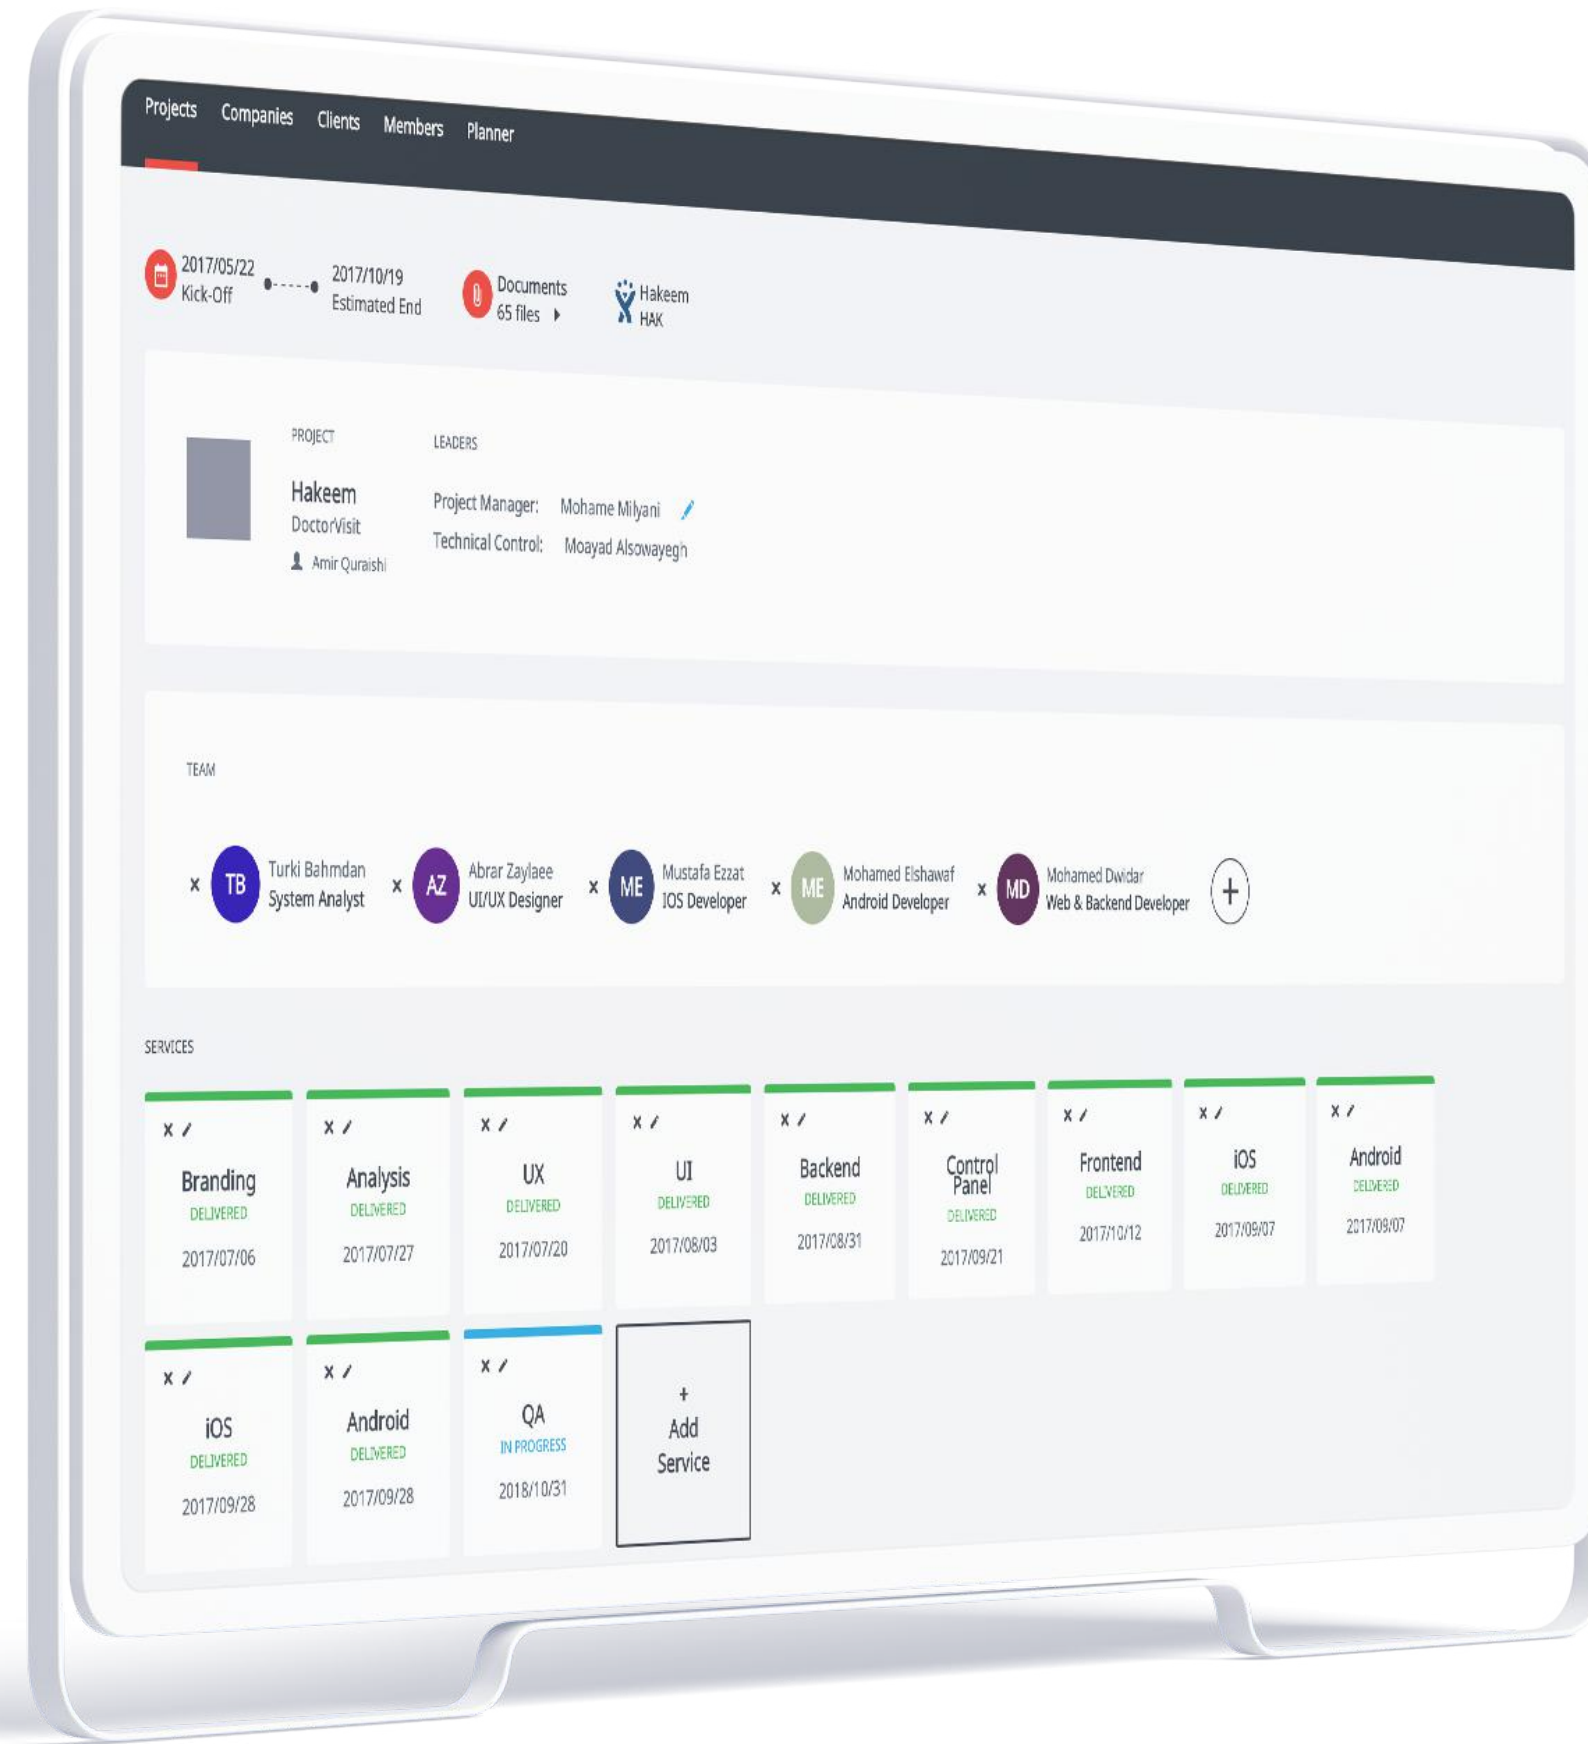 Projects Companies Clients Members Planner
2017/05/22
Kick-Off
2017/10/19
Estimated End
Documents
65 files
Hakeem
HAK
PROJECT
Hakeem
DoctorVisit
Amir Quraishi
LEADERS
Project Manager: Mohame Milyani
Technical Control: Moayad Alsowayegh
TEAM
TB
Turki Bahmdan
System Analyst
AZ
Abrar Zaylaee
UI/UX Designer
ME
Mustafa Ezzat
IOS Developer
ME
Mohamed Elshawaf
Android Developer
MD
Mohamed Dwidar
Web & Backend Developer
SERVICES
Branding
DELIVERED
2017/07/06
Analysis
DELIVERED
2017/07/27
UX
DELIVERED
2017/07/20
UI
DELIVERED
2017/08/03
Backend
DELIVERED
2017/08/31
Control
Panel
DELIVERED
2017/09/21
Frontend
DELIVERED
2017/10/12
iOS
DELIVERED
2017/09/07
Android
DELIVERED
2017/09/07
iOS
DELIVERED
2017/09/28
Android
DELIVERED
2017/09/28
QA
IN PROGRESS
2018/10/31
+
Add
Service